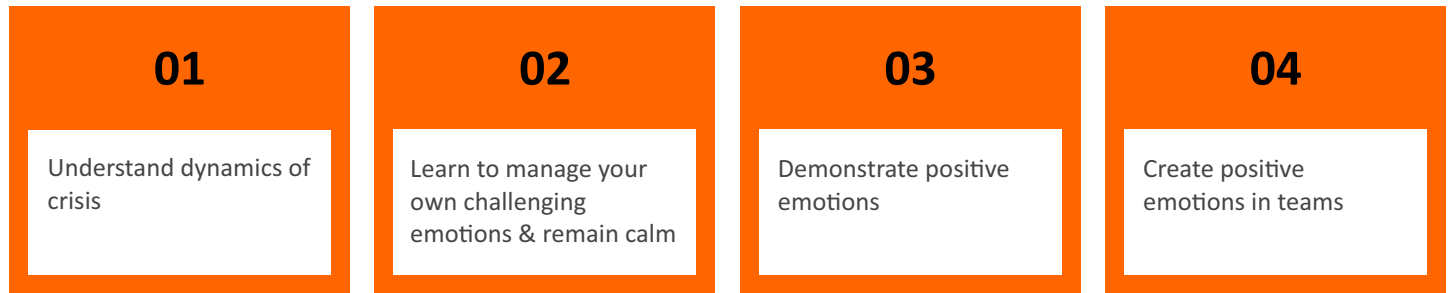 01
Understand dynamics of
crisis
02
Learn to manage your
own challenging
emotions & remain calm
03
Demonstrate positive
emotions
04
Create positive
emotions in teams